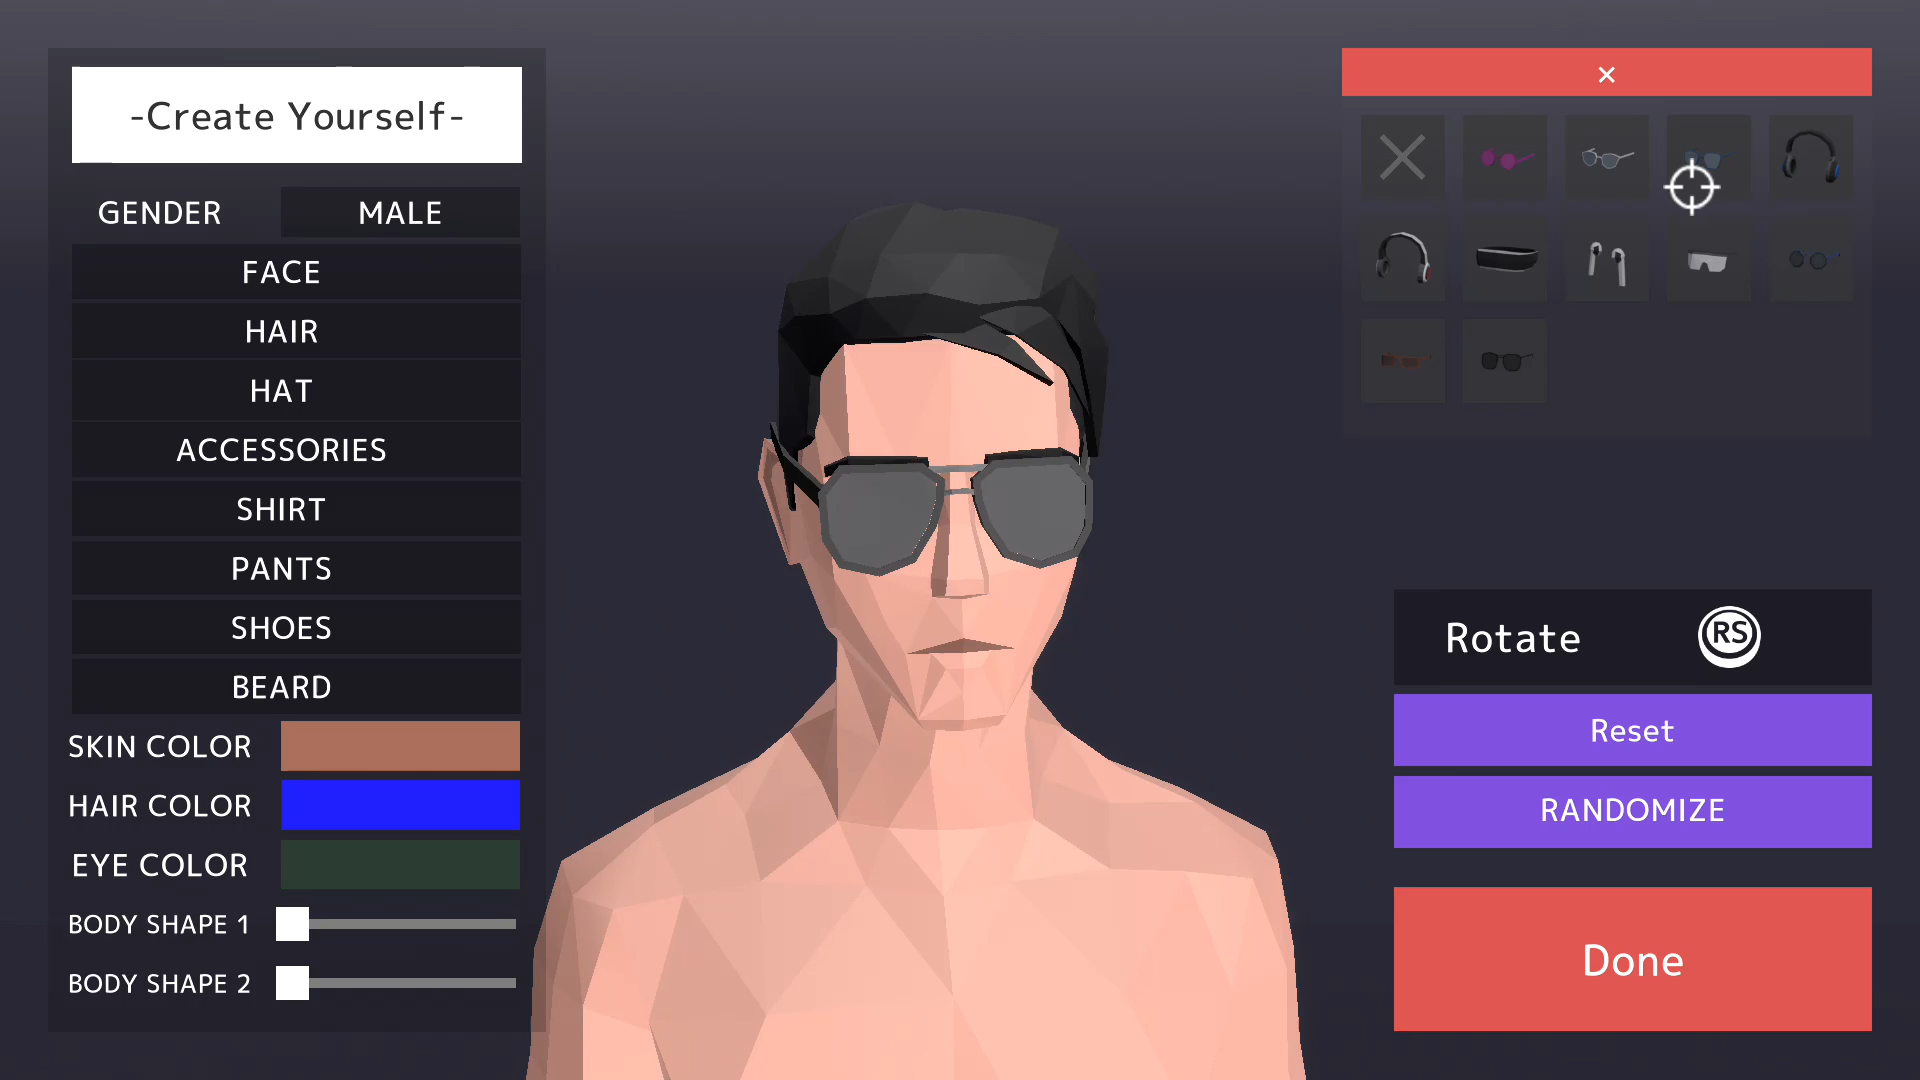 -Create Yourself-
GENDER MALE
FACE
HAIR
HAT
ACCESSORIES
SHIRT
PANTS
SHOES
BEARD
SKIN COLOR
HAIR COLOR
EYE COLOR
BODY SHAPE 1
BODY SHAPE 2
×
Rotate RS
Reset
RANDOMIZE
Done